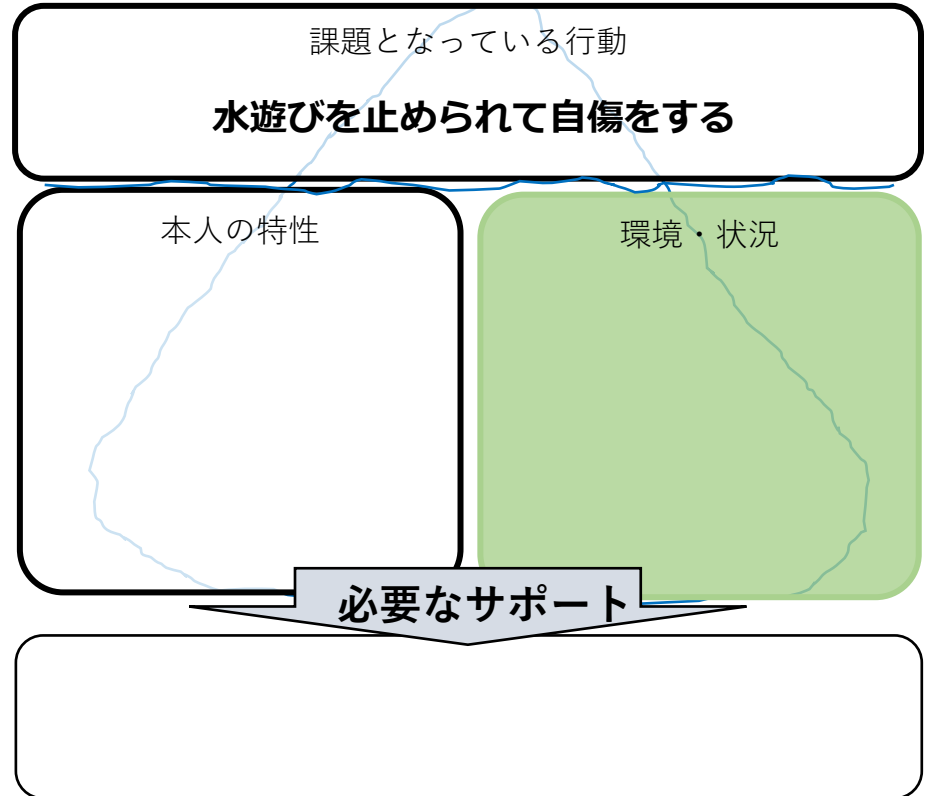 課題となっている行動
水遊びを止められて自傷をする
本人の特性
環境・状況
必要なサポート